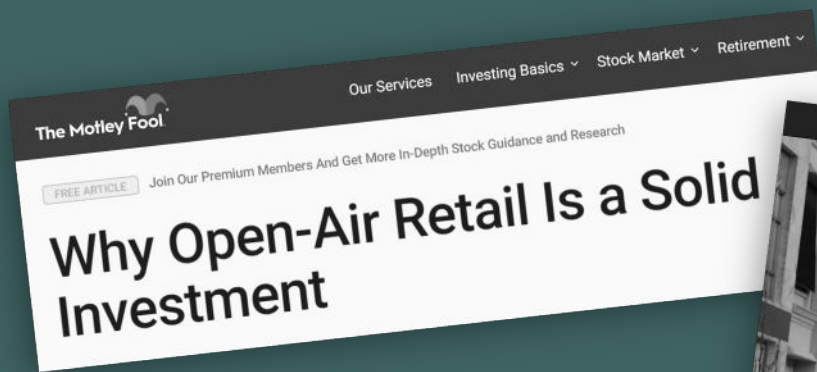 The Motley Fool
Our Services Investing Basics Stock Market Retirement
FREE ARTICLE Join Our Premium Members And Get More In-Depth Stock Guidance and Research
Why Open-Air Retail Is a Solid
Investment